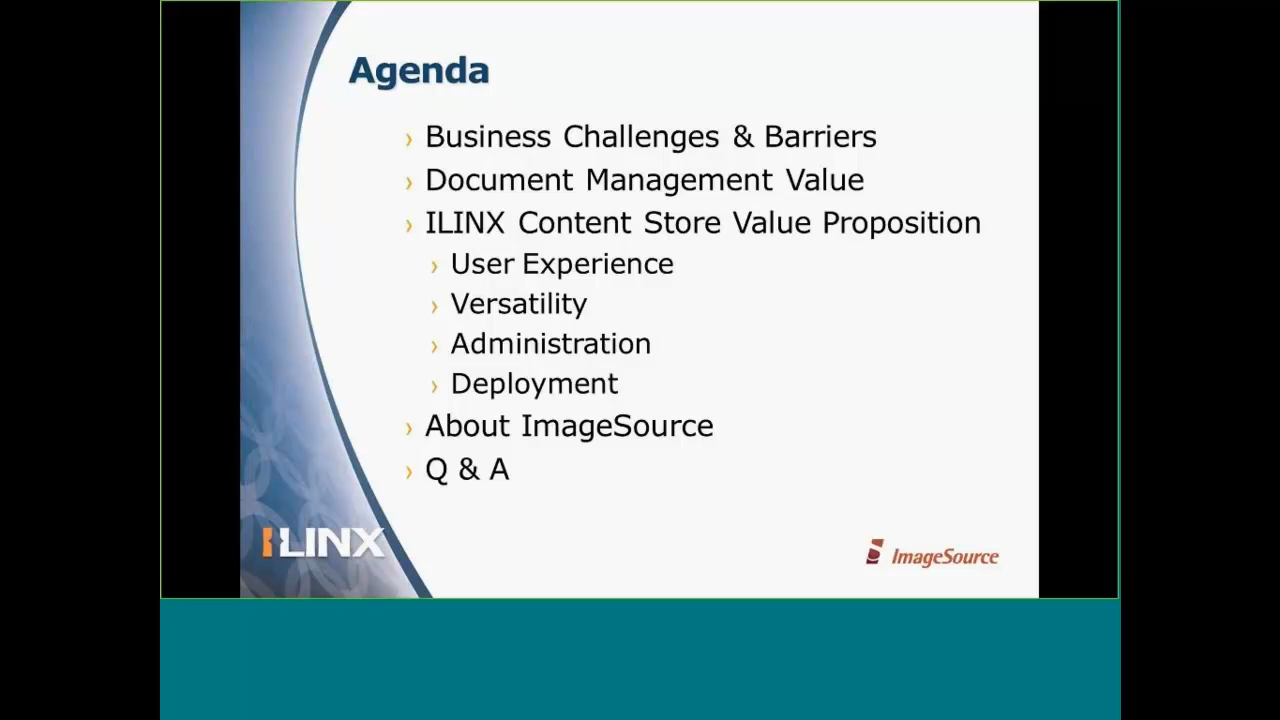 Agenda
› Business Challenges & Barriers
› Document Management Value
› ILINX Content Store Value Proposition
› User Experience
› Versatility
› Administration
› Deployment
› About ImageSource
› Q & A
ILINX
ImageSource